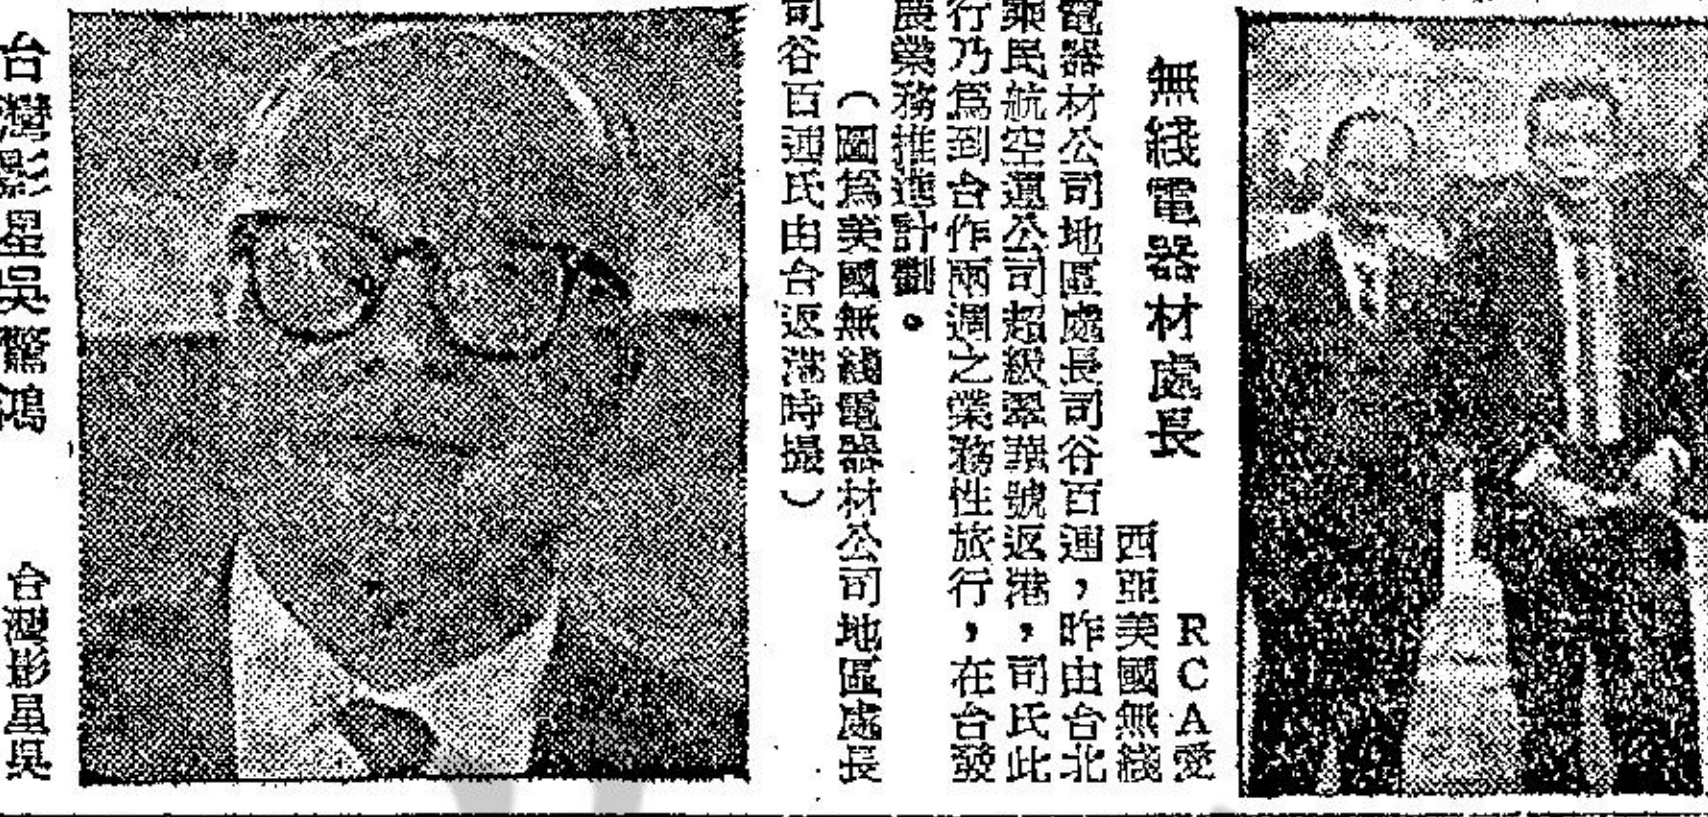 無綫電器材處長
RCA愛
西亞美國無綫
電器材公司地區處長司谷百連，昨由台北
乘民航空運公司超級翠華號返港，司氏此
行乃爲到台作兩週之業務性旅行，在台發
展業務推進計劃。
（圖爲美國無綫電器材公司地區處長
司谷百連氏由台返港時攝）
台灣影星吳驚鴻
台灣影星吳